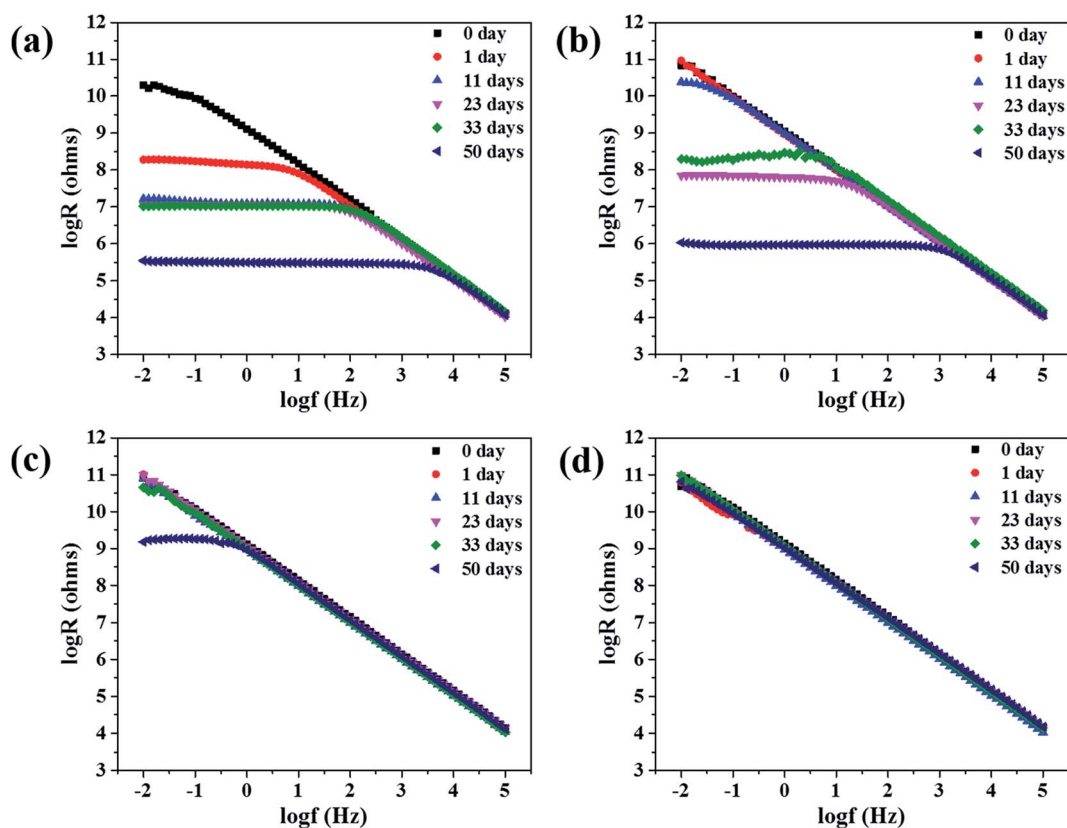 (a)
12
11
10
9
8
7
6
5
4
3
logR (ohms)
-2 -1 0 1 2 3 4 5
logf (Hz)
0 day
1 day
11 days
23 days
33 days
50 days
(b)
12
11
10
9
8
7
6
5
4
3
logR (ohms)
-2 -1 0 1 2 3 4 5
logf (Hz)
0 day
1 day
11 days
23 days
33 days
50 days
(c)
12
11
10
9
8
7
6
5
4
3
logR (ohms)
-2 -1 0 1 2 3 4 5
logf (Hz)
0 day
1 day
11 days
23 days
33 days
50 days
(d)
12
11
10
9
8
7
6
5
4
3
logR (ohms)
-2 -1 0 1 2 3 4 5
logf (Hz)
0 day
1 day
11 days
23 days
33 days
50 days